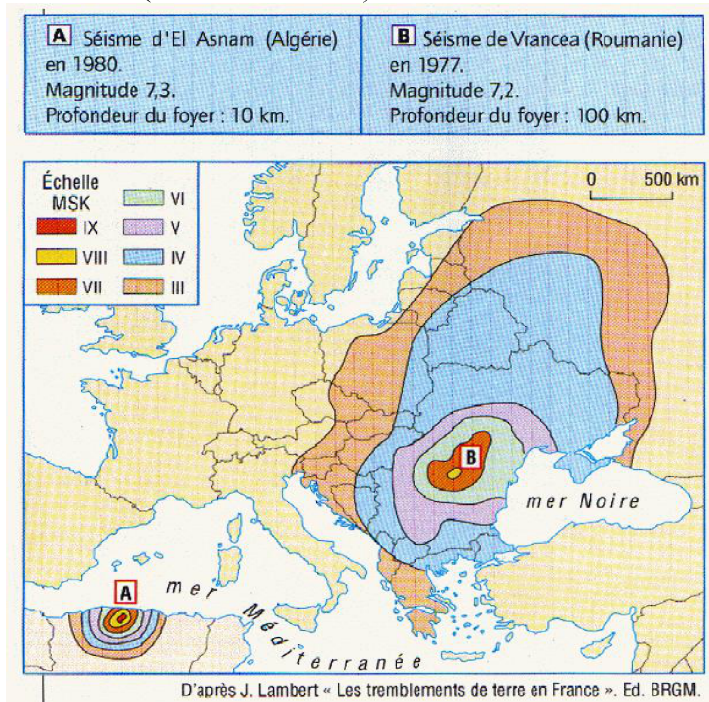 A Séisme d'El Asnam (Algérie)
en 1980.
Magnitude 7,3.
Profondeur du foyer : 10 km.
B Séisme de Vrancea (Roumanie)
en 1977.
Magnitude 7,2.
Profondeur du foyer : 100 km.
Échelle
MSK
IX
VIII
VII
VI
V
IV
III
0 500 km
B
mer Noire
A
mer Méditerranée
D'après J. Lambert « Les tremblements de terre en France ». Ed. BRGM.